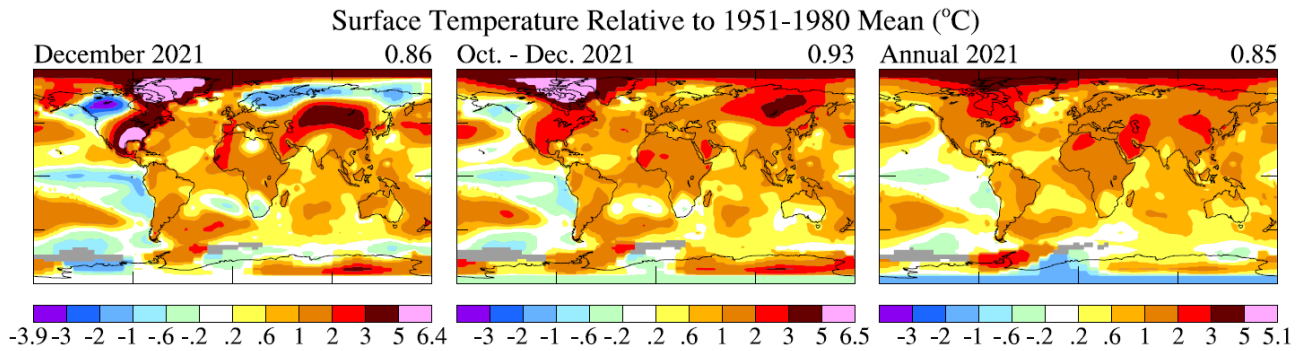 Surface Temperature Relative to 1951-1980 Mean (°C)
December 2021 0.86
Oct. - Dec. 2021 0.93
Annual 2021 0.85
-3.9 -3 -2 -1 -.6 -.2 .2 .6 1 2 3 5 6.4
-3 -2 -1 -.6 -.2 .2 .6 1 2 3 5 6.5
-3 -2 -1 -.6 -.2 .2 .6 1 2 3 5 5.1